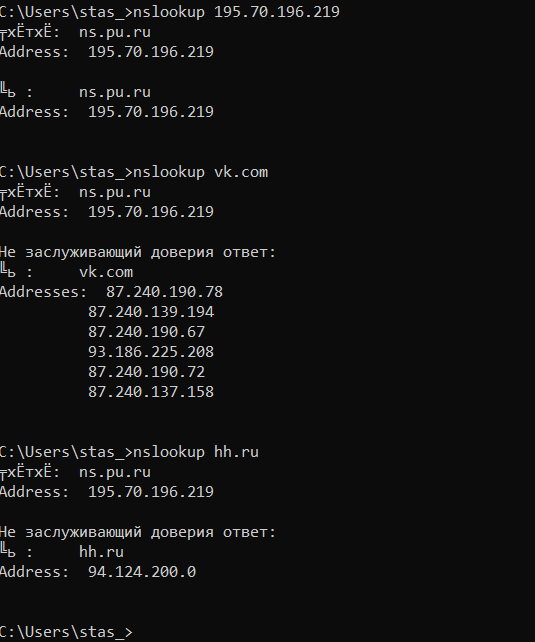 C:\Users\stas_>nslookup 195.70.196.219
╤хЁтхЁ:  ns.pu.ru
Address:  195.70.196.219
╚ь :     ns.pu.ru
Address:  195.70.196.219
C:\Users\stas_>nslookup vk.com
╤хЁтхЁ:  ns.pu.ru
Address:  195.70.196.219
Не заслуживающий доверия ответ:
╚ь :     vk.com
Addresses:  87.240.190.78
87.240.139.194
87.240.190.67
93.186.225.208
87.240.190.72
87.240.137.158
C:\Users\stas_>nslookup hh.ru
╤хЁтхЁ:  ns.pu.ru
Address:  195.70.196.219
Не заслуживающий доверия ответ:
╚ь :     hh.ru
Address:  94.124.200.0
C:\Users\stas_>